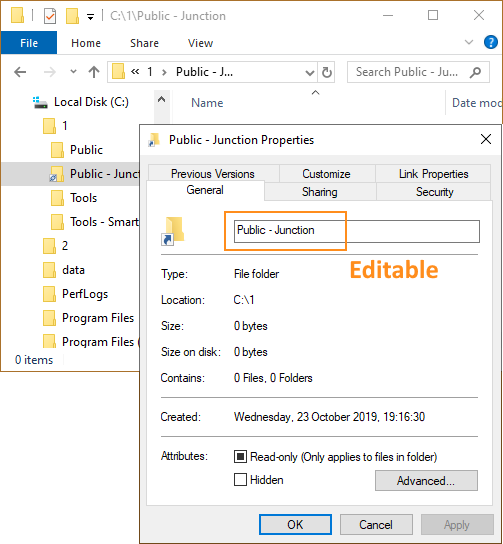 C:\1\Public - Junction
File Home Share View
« 1 › Public - J...
Search Public - Ju...
Local Disk (C:)
1
Public
Public - Junct
Tools
Tools - Smart
2
data
PerfLogs
Program Files
Program Files (
0 items
Name
Date mod
Public - Junction Properties
Previous Versions Customize Link Properties
General Sharing Security
Public - Junction
Editable
Type: File folder
Location: C:\1
Size: 0 bytes
Size on disk: 0 bytes
Contains: 0 Files, 0 Folders
Created: Wednesday, 23 October 2019, 19:16:30
Attributes: Read-only (Only applies to files in folder)
Hidden
Advanced...
OK Cancel Apply